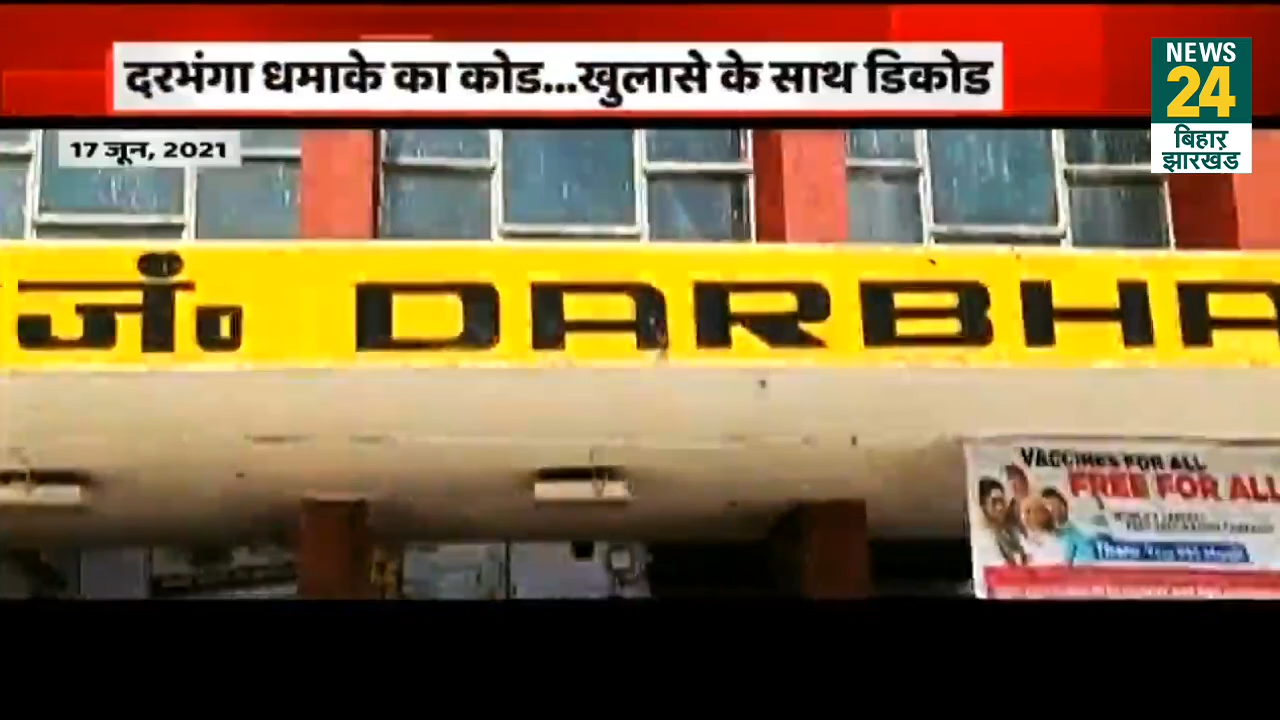 दरभंगा धमाके का कोड...खुलासे के साथ डिकोड
NEWS
24
बिहार
झारखंड
17 जून, 2021
जं० DARBHA
VACCINES FOR ALL
FREE FOR ALL